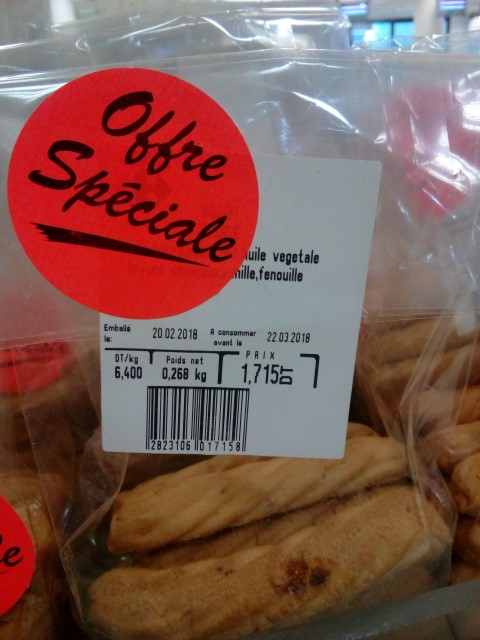 Offre
Spéciale
huile vegetale
nille,fenouille
Emballé
le:
20.02.2018
A consommer
avant le
22.03.2018
DT/kg
Poids net
PRIX
6,400
0,268 kg
1,715 DT
2823106 017158
le